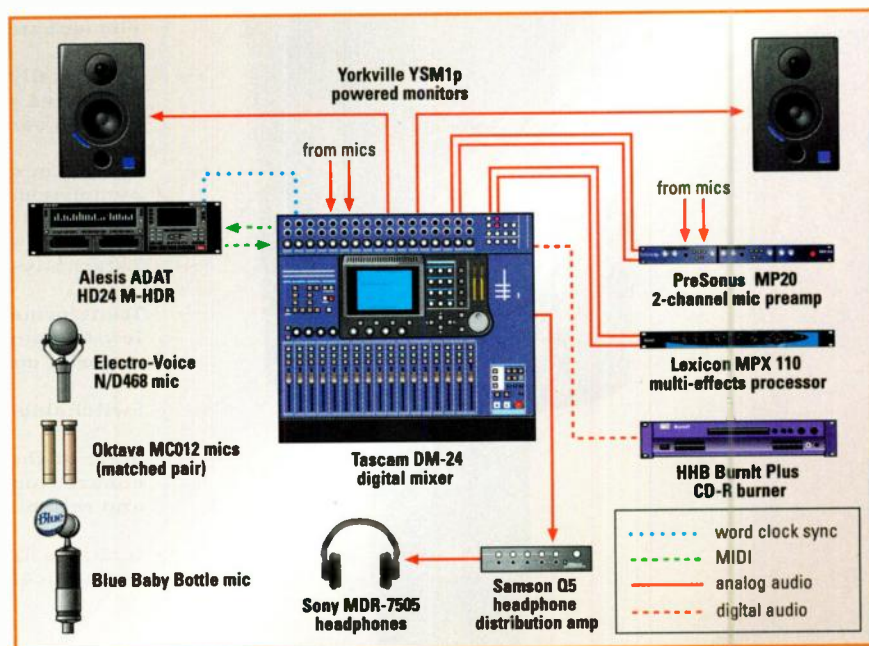 Yorkville YSM1p
powered monitors
from mics
from mics
Alesis ADAT
HD24 M-HDR
PreSonus MP20
2-channel mic preamp
Electro-Voice
N/D468 mic
Lexicon MPX 110
multi-effects processor
Oktava MC012 mics
(matched pair)
Tascam DM-24
digital mixer
HHB BurnIt Plus
CD-R burner
Blue
Blue Baby Bottle mic
Sony MDR-7505
headphones
Samson Q5
headphone
distribution amp
word clock sync
MIDI
analog audio
digital audio